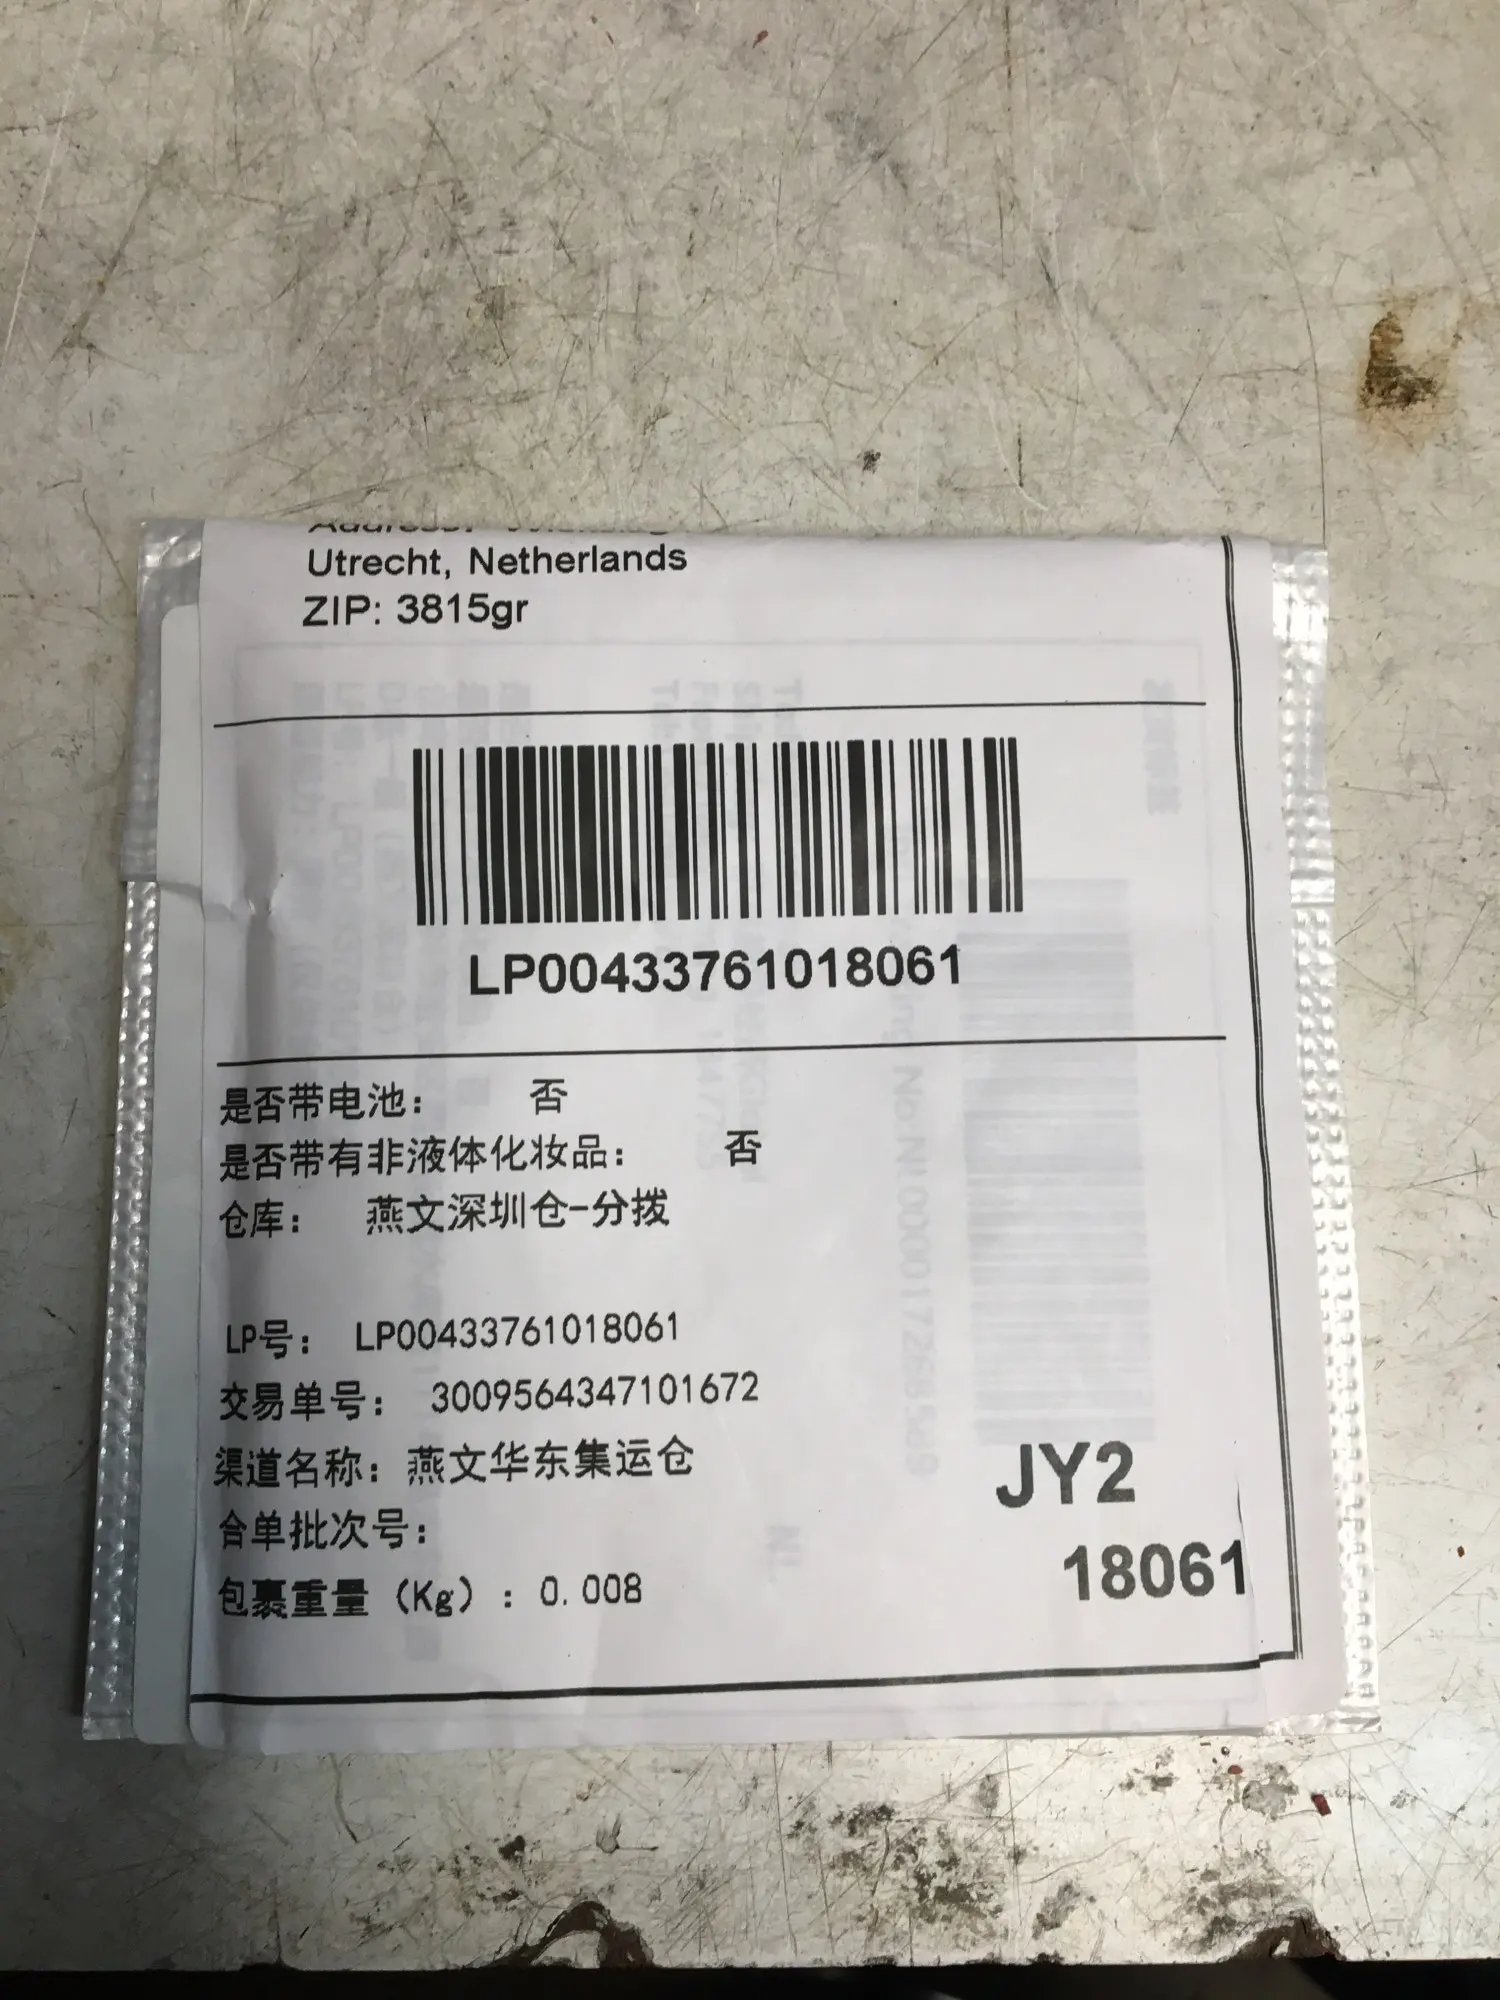 Address:
Utrecht, Netherlands
ZIP: 3815gr
LP00433761018061
是否带电池： 否
是否带有非液体化妆品： 否
仓库： 燕文深圳仓-分拨
LP号： LP00433761018061
交易单号： 3009564347101672
渠道名称： 燕文华东集运仓
合单批次号：
包裹重量（Kg）：0.008
JY2
18061